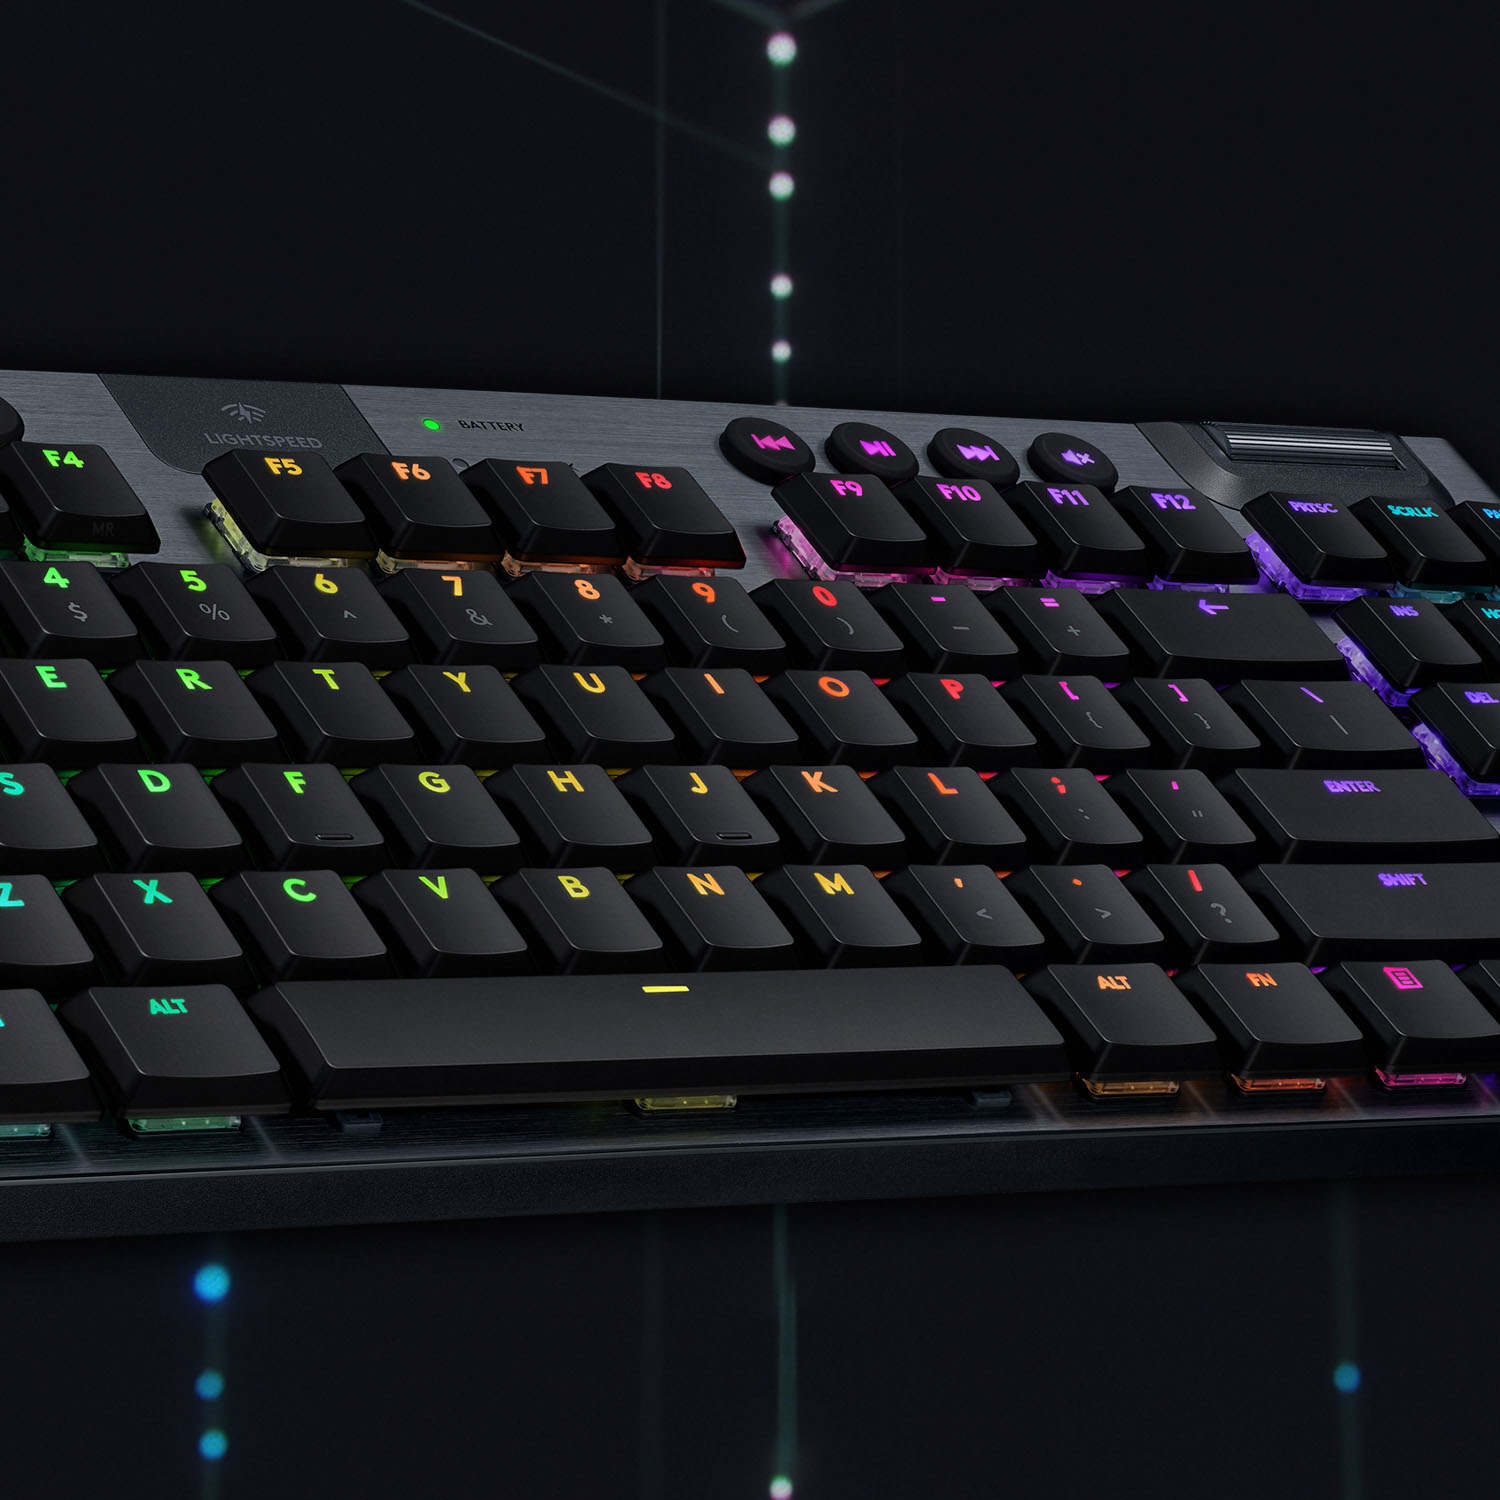 LIGHTSPEED
BATTERY
F4 F5 F6 F7 F8 F9 F10 F11 F12 PRTSC SCRLK
MR
4 5 6 7 8 9 0 - = ← INS
$ % ^ & * ( ) _ +
E R T Y U I O P [ ] \ DEL
{ } |
S D F G H J K L ; ' ENTER
: "
Z X C V B N M , . / SHIFT
< > ?
ALT ALT FN